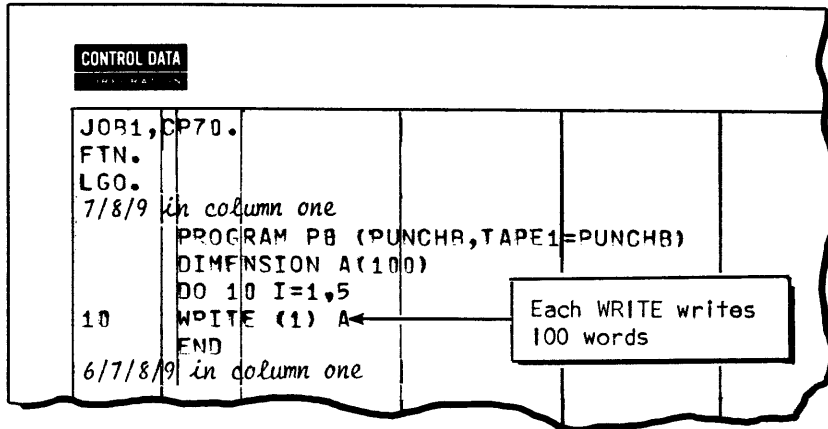 CONTROL DATA
CORPORATION
JOB1,CP70.
FTN.
LGO.
7/8/9 in column one
PROGRAM PB (PUNCHB,TAPE1=PUNCHB)
DIMENSION A(100)
DO 10 I=1,5
10 WRITE (1) A
END
6/7/8/9 in column one
Each WRITE writes
100 words